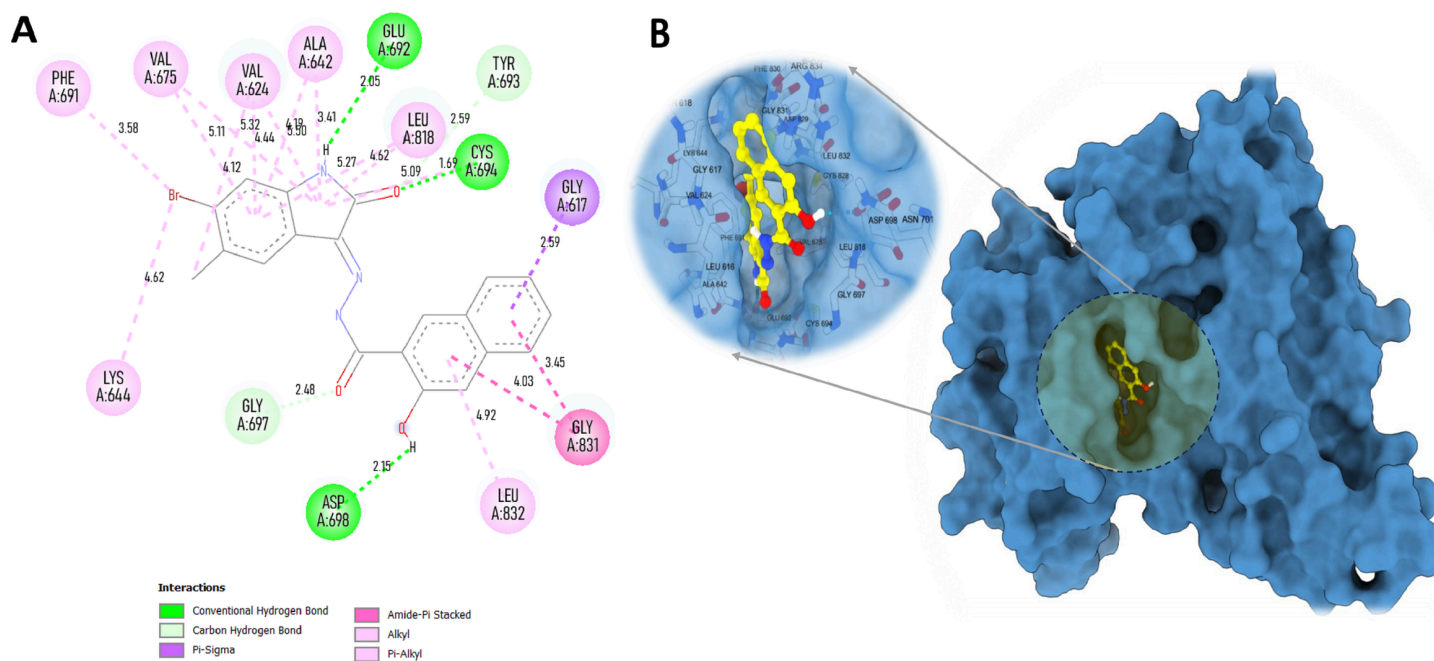 A
B
GLU
A:692
ALA
A:642
VAL
A:675
VAL
A:624
TYR
A:693
PHE
A:691
2.05
LEU
A:818
2.59
3.58
5.11
5.32
4.44
4.19
5.50
3.41
CYS
A:694
4.12
5.27
4.62
5.09
1.69
H
N
O
GLY
A:617
Br
2.59
4.62
N
N
LYS
A:644
3.45
4.03
GLY
A:697
2.48
O
4.92
GLY
A:831
O
H
2.15
ASP
A:698
LEU
A:832
Interactions
Conventional Hydrogen Bond
Carbon Hydrogen Bond
Pi-Sigma
Amide-Pi Stacked
Alkyl
Pi-Alkyl
PHE 830
ARG 834
GLY 831
LYS 644
LEU 832
GLY 617
CYS 828
VAL 624
ASP 698
ASN 701
LEU 818
LEU 616
ALA 642
GLY 697
CYS 694